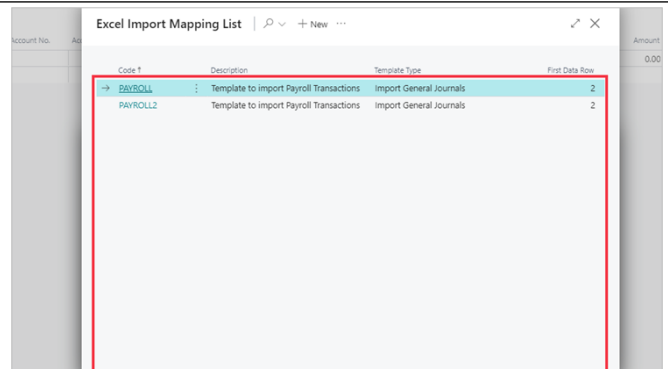 Excel Import Mapping List + New ...
Account No. Ac Amount
0.00
Code ↑ Description Template Type First Data Row
→ PAYROLL Template to import Payroll Transactions Import General Journals 2
PAYROLL2 Template to import Payroll Transactions Import General Journals 2